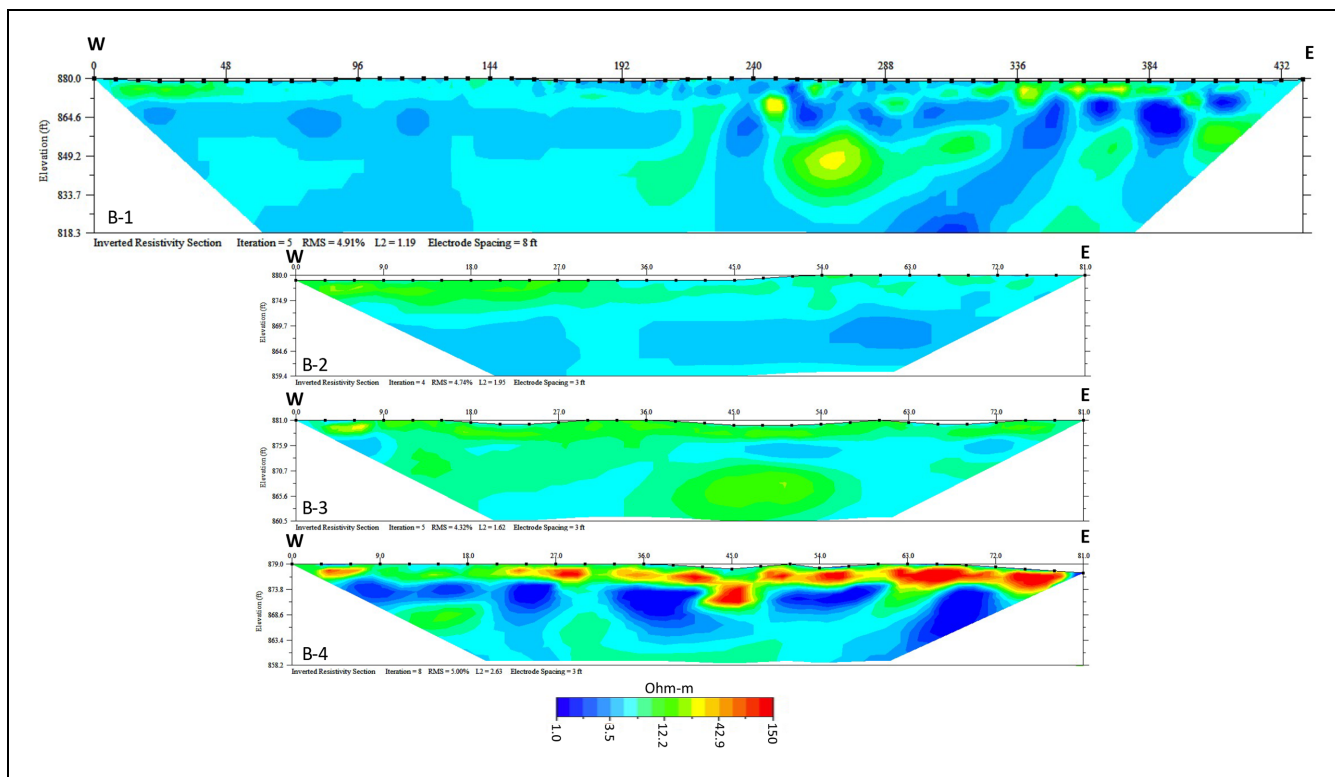 W
E
0 48 96 144 192 240 288 336 384 432
880.0
864.6
849.2
833.7
818.3
Elevation (ft)
B-1
Inverted Resistivity Section Iteration = 5 RMS = 4.91% L2 = 1.19 Electrode Spacing = 8 ft
W
E
0.0 9.0 18.0 27.0 36.0 45.0 54.0 63.0 72.0 81.0
880.0
874.9
869.7
864.6
859.4
Elevation (ft)
B-2
Inverted Resistivity Section Iteration = 4 RMS = 4.74% L2 = 1.95 Electrode Spacing = 3 ft
W
E
0.0 9.0 18.0 27.0 36.0 45.0 54.0 63.0 72.0 81.0
881.0
875.9
870.7
865.6
860.5
Elevation (ft)
B-3
Inverted Resistivity Section Iteration = 5 RMS = 4.32% L2 = 1.62 Electrode Spacing = 3 ft
W
E
0.0 9.0 18.0 27.0 36.0 45.0 54.0 63.0 72.0 81.0
879.0
873.8
868.6
863.4
858.2
Elevation (ft)
B-4
Inverted Resistivity Section Iteration = 8 RMS = 5.00% L2 = 2.63 Electrode Spacing = 3 ft
Ohm-m
1.0 3.5 12.2 42.9 150